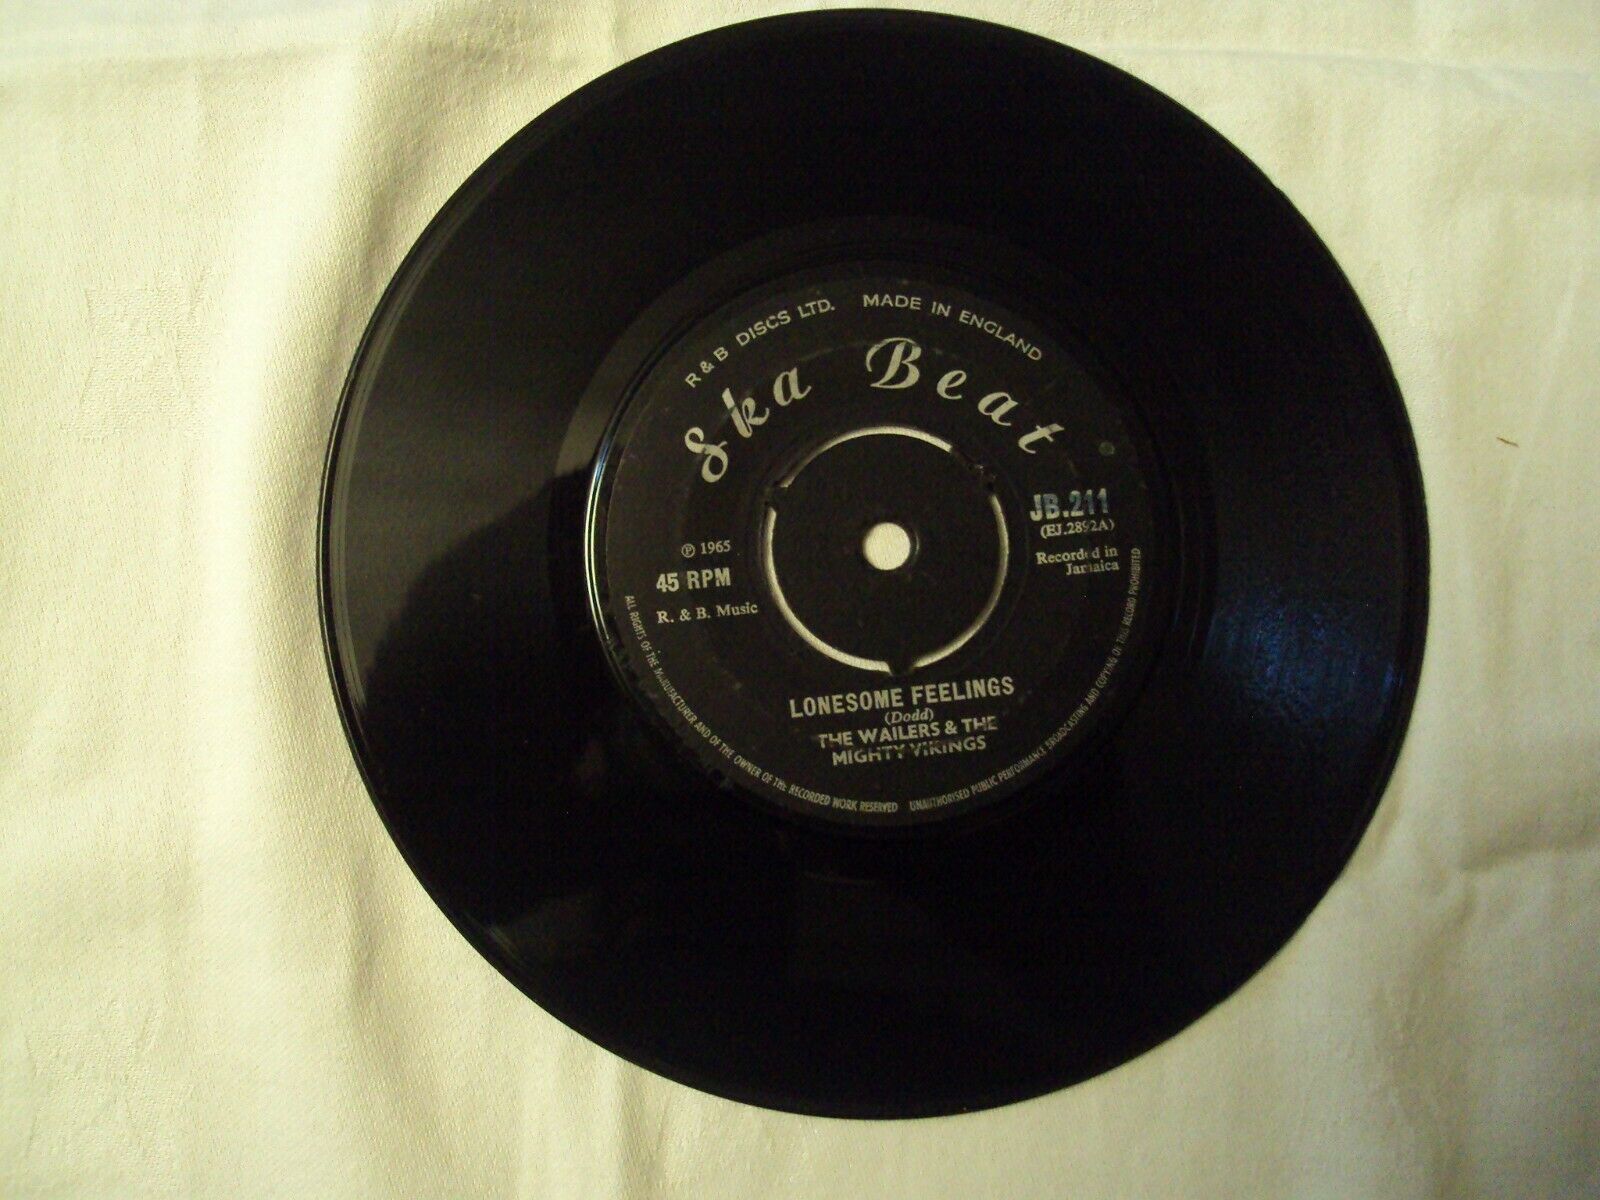 R & B DISCS LTD. MADE IN ENGLAND
Ska Beat
JB.211
(EJ.2892A)
Recorded in
Jamaica
℗ 1965
45 RPM
R. & B. Music
LONESOME FEELINGS
(Dodd)
THE WAILERS & THE
MIGHTY VIKINGS
ALL RIGHTS OF THE MANUFACTURER AND OF THE OWNER OF THE RECORDED WORK RESERVED UNAUTHORISED PUBLIC PERFORMANCE BROADCASTING AND COPYING OF THIS RECORD PROHIBITED